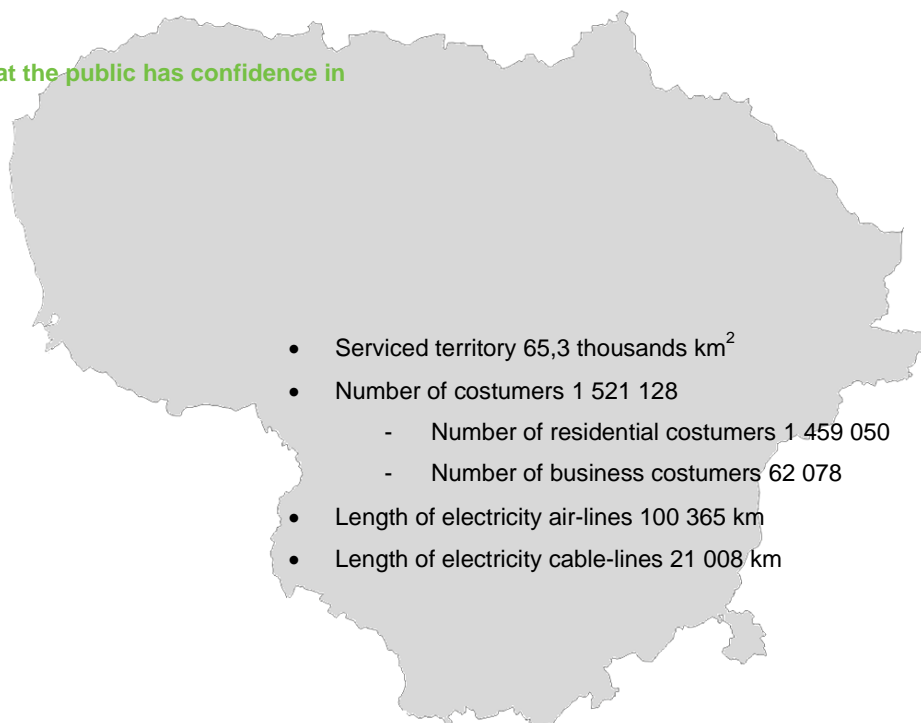 at the public has confidence in
• Serviced territory 65,3 thousands km²
• Number of costumers 1 521 128
- Number of residential costumers 1 459 050
- Number of business costumers 62 078
• Length of electricity air-lines 100 365 km
• Length of electricity cable-lines 21 008 km